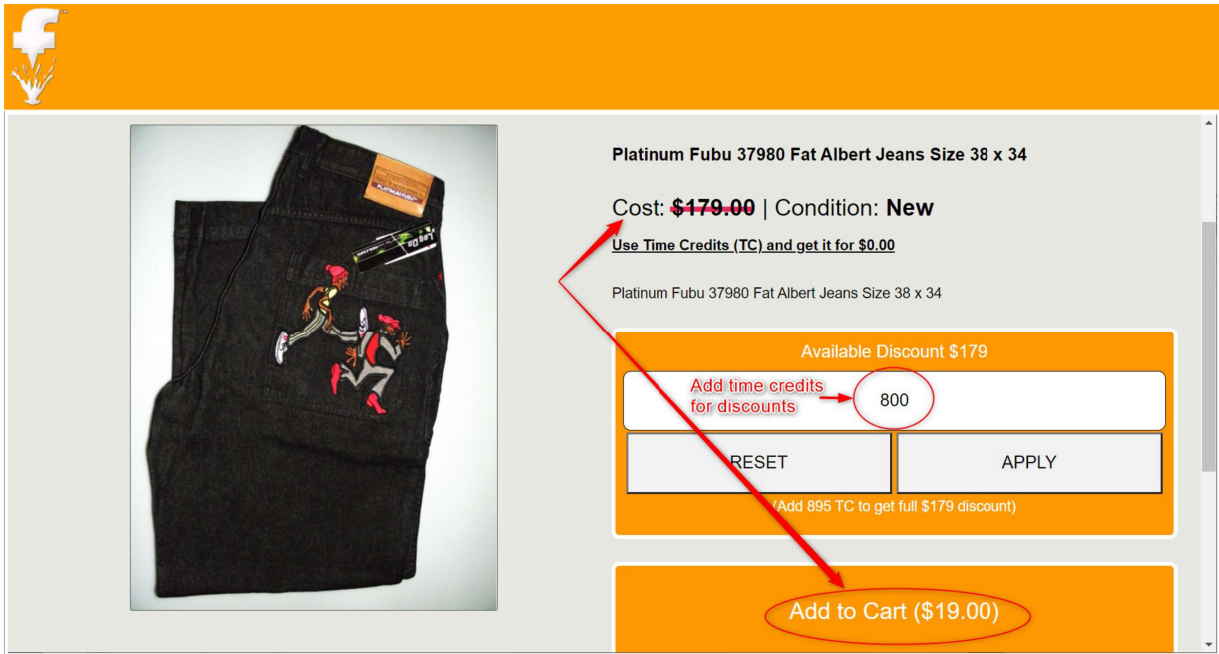 f
PLATINUM FUBU
Platinum Fubu 37980 Fat Albert Jeans Size 38 x 34
Cost: $179.00 | Condition: New
Use Time Credits (TC) and get it for $0.00
Platinum Fubu 37980 Fat Albert Jeans Size 38 x 34
Available Discount $179
Add time credits
for discounts
800
RESET
APPLY
(Add 895 TC to get full $179 discount)
Add to Cart ($19.00)